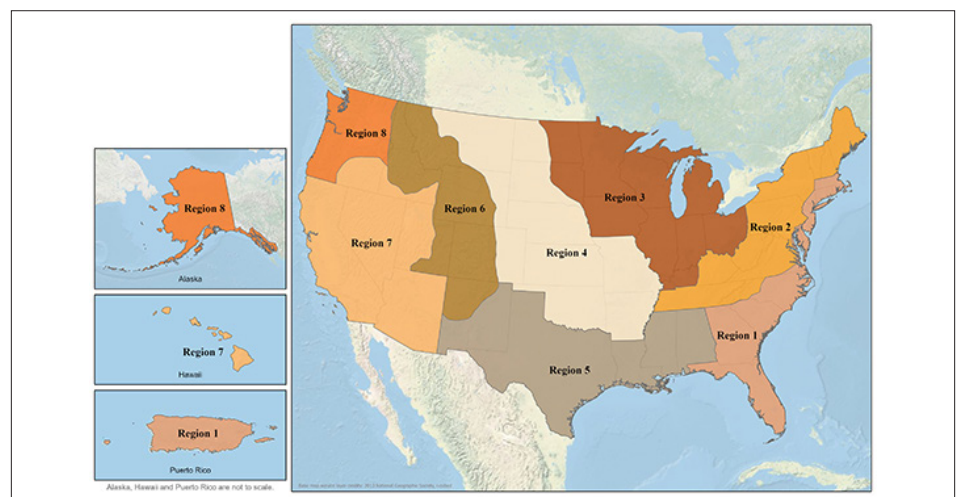 Region 8
Region 3
Region 6
Region 2
Region 7
Region 4
Region 1
Region 5
Region 8
Alaska
Region 7
Hawaii
Region 1
Puerto Rico
Alaska, Hawaii and Puerto Rico are not to scale.